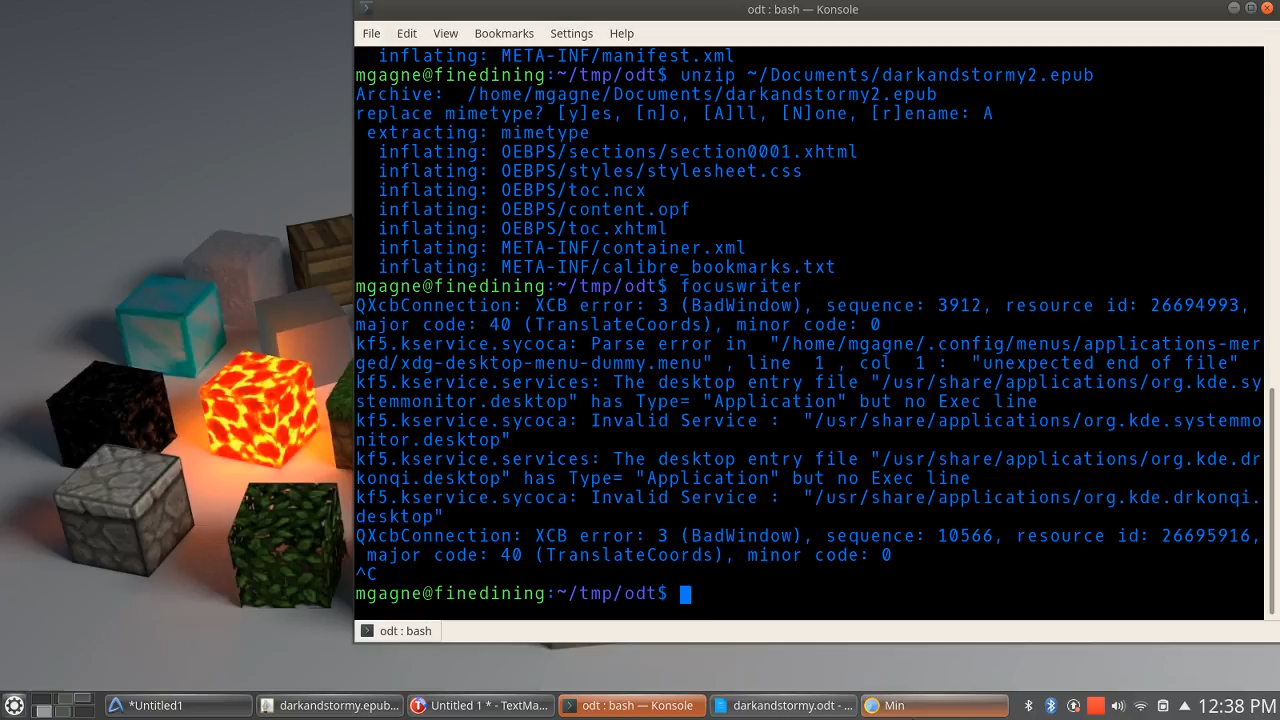 odt : bash — Konsole
File Edit View Bookmarks Settings Help
inflating: META-INF/manifest.xml
mgagne@finedining:~/tmp/odt$ unzip ~/Documents/darkandstormy2.epub
Archive:  /home/mgagne/Documents/darkandstormy2.epub
replace mimetype? [y]es, [n]o, [A]ll, [N]one, [r]ename: A
 extracting: mimetype
  inflating: OEBPS/sections/section0001.xhtml
  inflating: OEBPS/styles/stylesheet.css
  inflating: OEBPS/toc.ncx
  inflating: OEBPS/content.opf
  inflating: OEBPS/toc.xhtml
  inflating: META-INF/container.xml
  inflating: META-INF/calibre_bookmarks.txt
mgagne@finedining:~/tmp/odt$ focuswriter
QXcbConnection: XCB error: 3 (BadWindow), sequence: 3912, resource id: 26694993,
major code: 40 (TranslateCoords), minor code: 0
kf5.kservice.sycoca: Parse error in  "/home/mgagne/.config/menus/applications-mer
ged/xdg-desktop-menu-dummy.menu" , line  1 , col  1 :  "unexpected end of file"
kf5.kservice.services: The desktop entry file "/usr/share/applications/org.kde.sy
stemmonitor.desktop" has Type= "Application" but no Exec line
kf5.kservice.sycoca: Invalid Service :  "/usr/share/applications/org.kde.systemmo
nitor.desktop"
kf5.kservice.services: The desktop entry file "/usr/share/applications/org.kde.dr
konqi.desktop" has Type= "Application" but no Exec line
kf5.kservice.sycoca: Invalid Service :  "/usr/share/applications/org.kde.drkonqi.
desktop"
QXcbConnection: XCB error: 3 (BadWindow), sequence: 10566, resource id: 26695916,
 major code: 40 (TranslateCoords), minor code: 0
^C
mgagne@finedining:~/tmp/odt$
odt : bash
*Untitled1 darkandstormy.epub... Untitled 1 * - TextMa... odt : bash — Konsole darkandstormy.odt - ... Min 12:38 PM